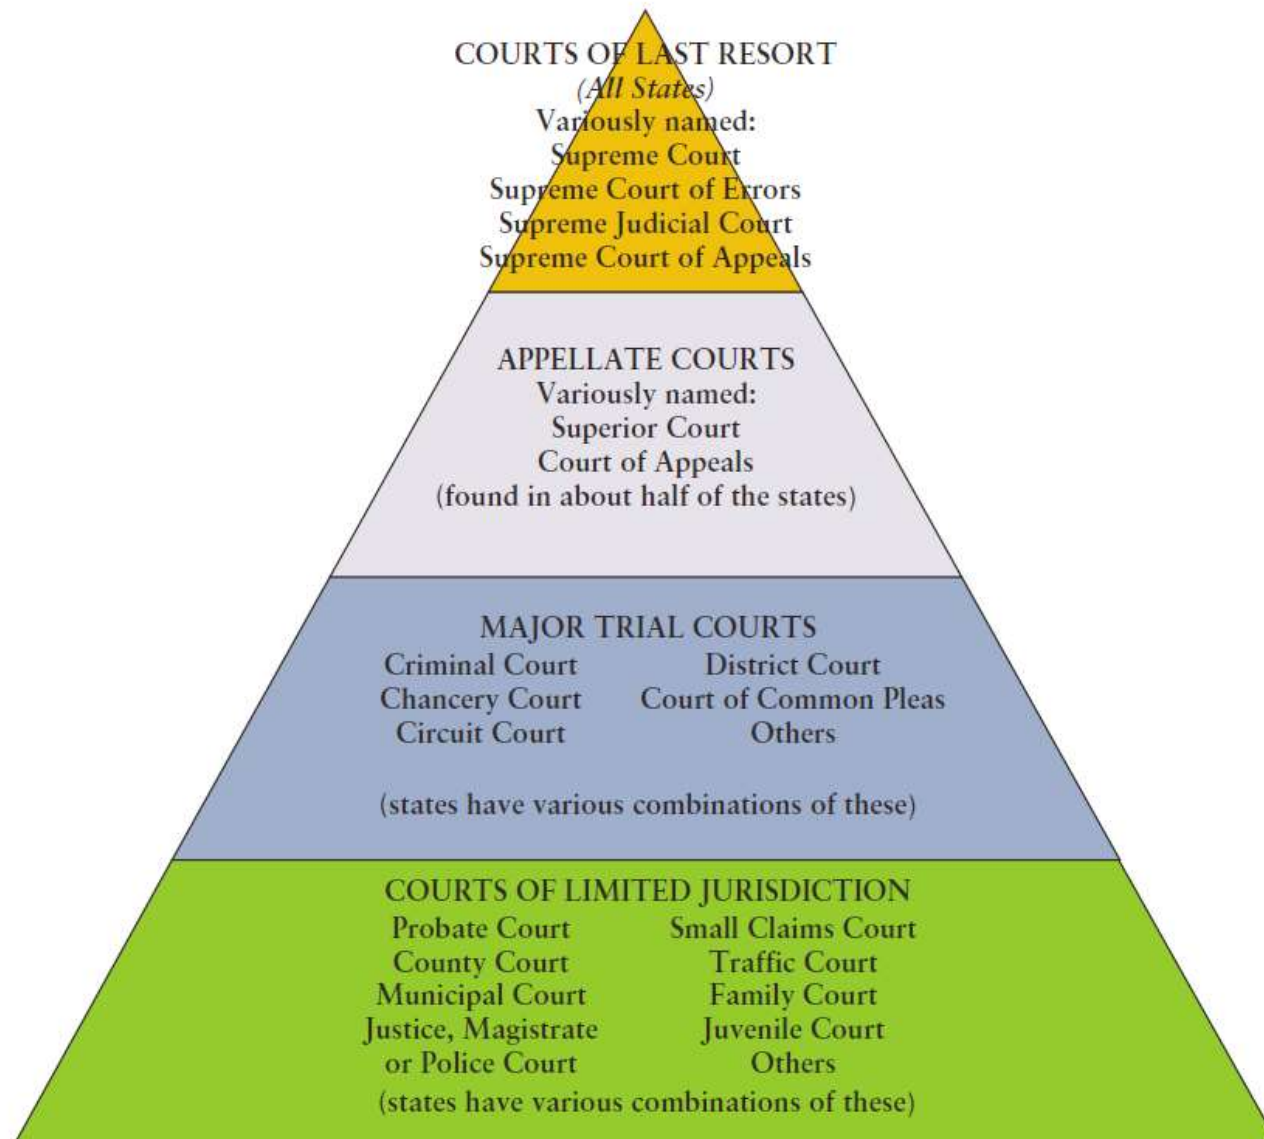 COURTS OF LAST RESORT
(All States)
Variously named:
Supreme Court
Supreme Court of Errors
Supreme Judicial Court
Supreme Court of Appeals
APPELLATE COURTS
Variously named:
Superior Court
Court of Appeals
(found in about half of the states)
MAJOR TRIAL COURTS
Criminal Court District Court
Chancery Court Court of Common Pleas
Circuit Court Others
(states have various combinations of these)
COURTS OF LIMITED JURISDICTION
Probate Court Small Claims Court
County Court Traffic Court
Municipal Court Family Court
Justice, Magistrate Juvenile Court
or Police Court Others
(states have various combinations of these)